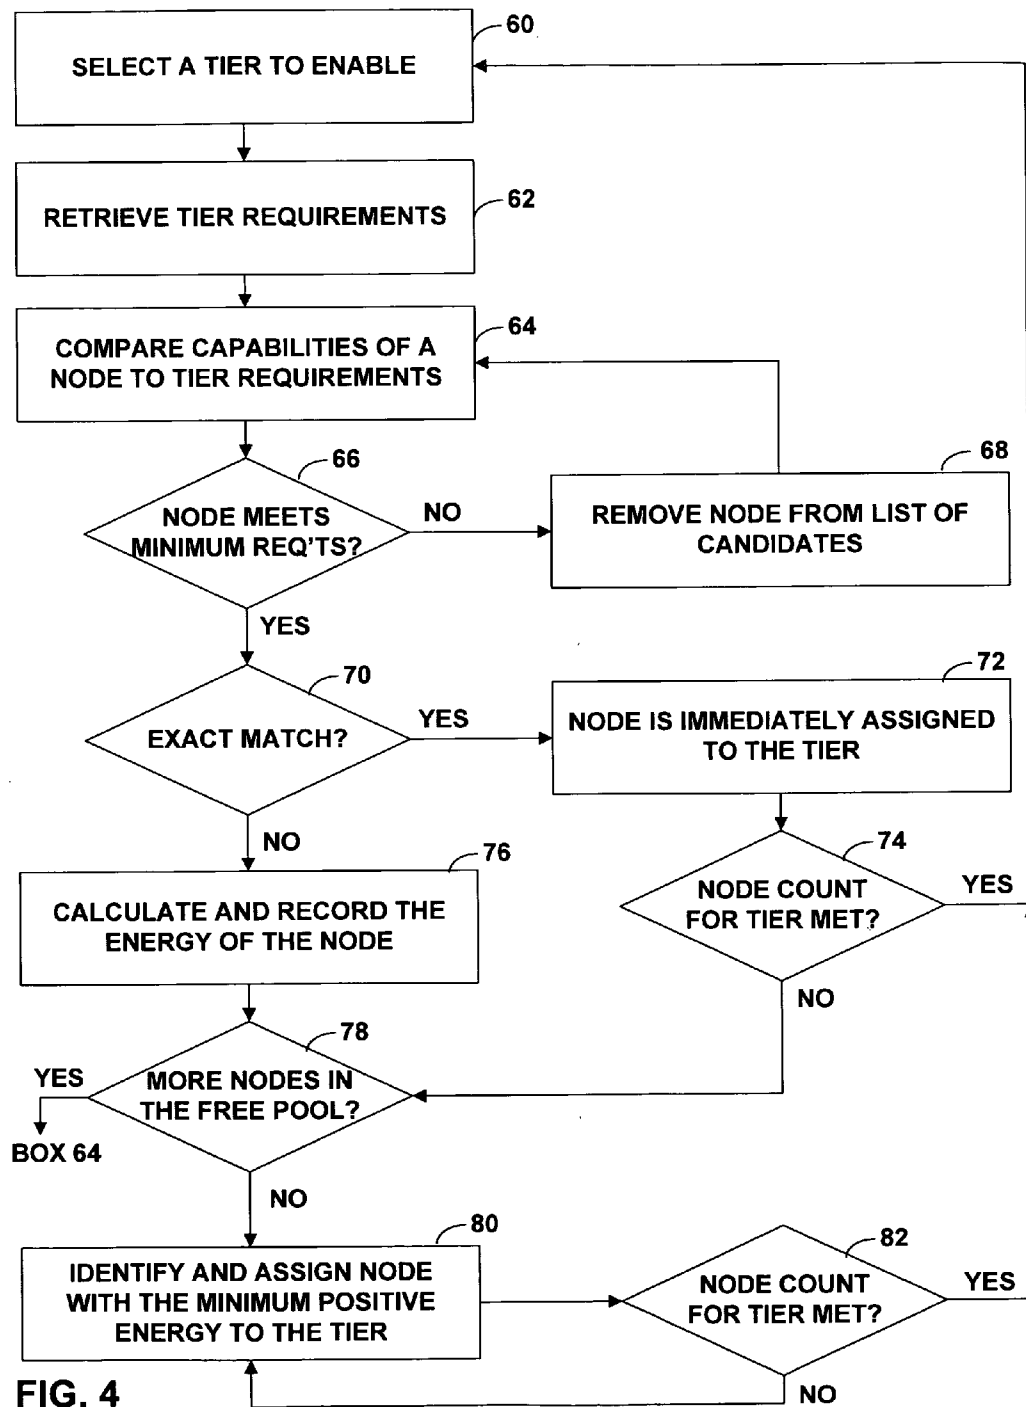 60
SELECT A TIER TO ENABLE
62
RETRIEVE TIER REQUIREMENTS
64
COMPARE CAPABILITIES OF A
NODE TO TIER REQUIREMENTS
66
NODE MEETS
MINIMUM REQ'TS?
NO
68
REMOVE NODE FROM LIST OF
CANDIDATES
YES
70
EXACT MATCH?
YES
72
NODE IS IMMEDIATELY ASSIGNED
TO THE TIER
NO
74
NODE COUNT
FOR TIER MET?
YES
NO
76
CALCULATE AND RECORD THE
ENERGY OF THE NODE
78
MORE NODES IN
THE FREE POOL?
YES
BOX 64
NO
80
IDENTIFY AND ASSIGN NODE
WITH THE MINIMUM POSITIVE
ENERGY TO THE TIER
82
NODE COUNT
FOR TIER MET?
YES
NO
FIG. 4